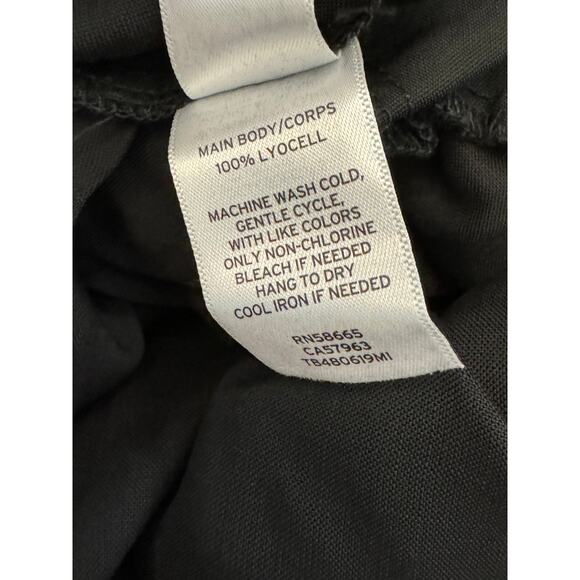 MAIN BODY/CORPS
100% LYOCELL
MACHINE WASH COLD,
GENTLE CYCLE,
WITH LIKE COLORS
ONLY NON-CHLORINE
BLEACH IF NEEDED
HANG TO DRY
COOL IRON IF NEEDED
RN58665
CA57963
TB4B0619MI